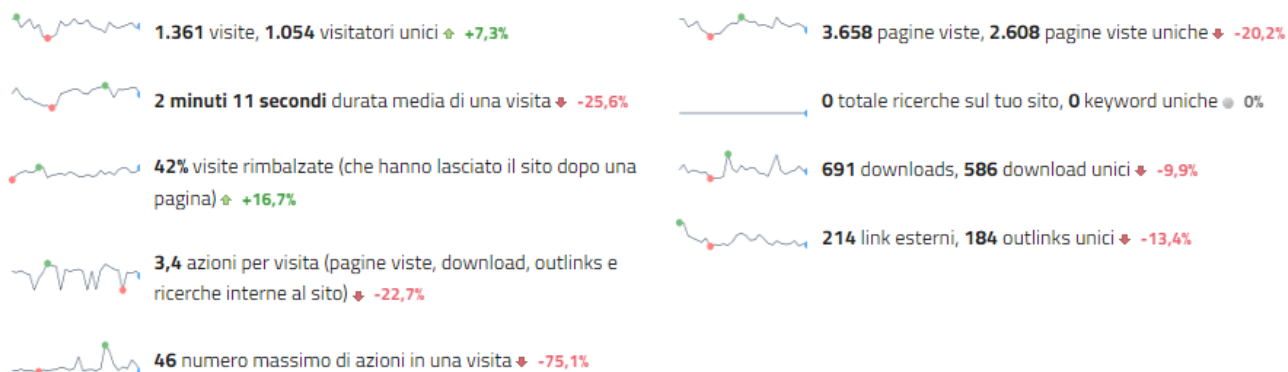 1.361 visite, 1.054 visitatori unici +7,3%
2 minuti 11 secondi durata media di una visita -25,6%
42% visite rimbalzate (che hanno lasciato il sito dopo una
pagina) +16,7%
3,4 azioni per visita (pagine viste, download, outlinks e
ricerche interne al sito) -22,7%
46 numero massimo di azioni in una visita -75,1%
3.658 pagine viste, 2.608 pagine viste uniche -20,2%
0 totale ricerche sul tuo sito, 0 keyword uniche 0%
691 downloads, 586 download unici -9,9%
214 link esterni, 184 outlinks unici -13,4%